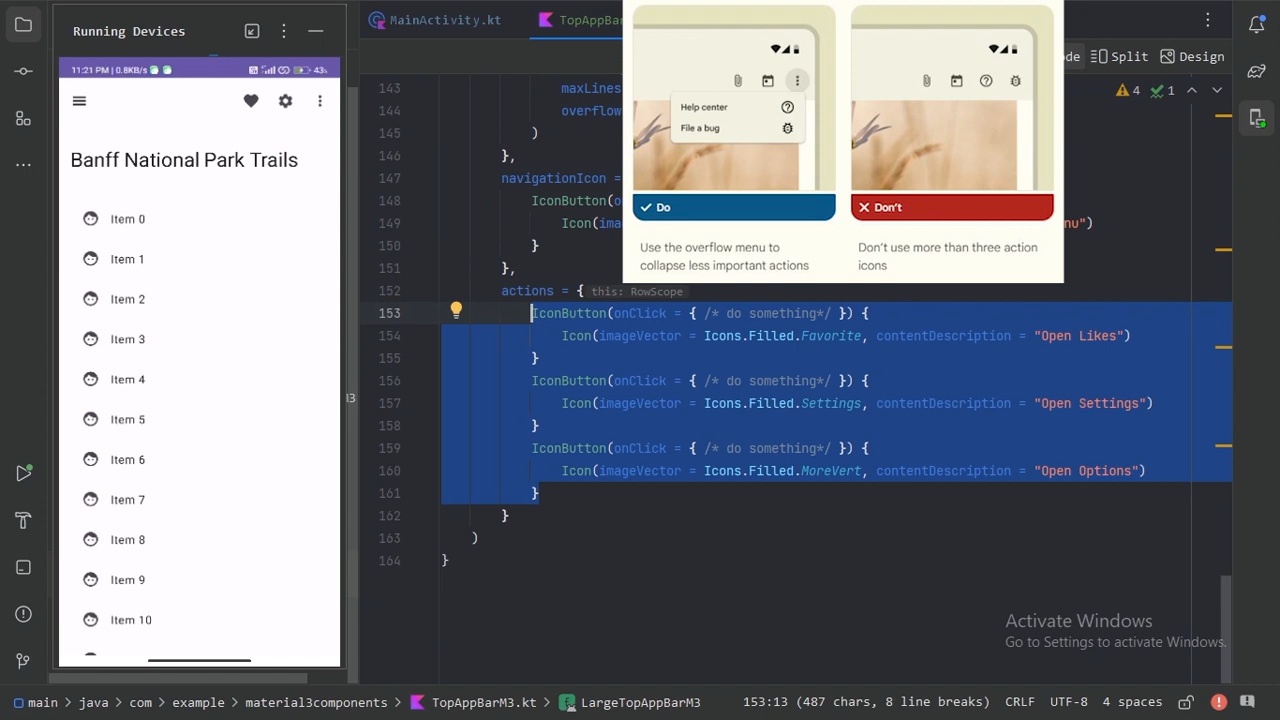 Running Devices
11:21 PM | 0.8KB/s
43%
Banff National Park Trails
Item 0
Item 1
Item 2
Item 3
Item 4
Item 5
Item 6
Item 7
Item 8
Item 9
Item 10
MainActivity.kt
TopAppBar
de
Split
Design
4
1
143 maxLines
144 overflow
145 )
146 },
147 navigationIcon =
148 IconButton(o
149 Icon(ima nu")
150 }
151 },
152 actions = { this: RowScope
153 IconButton(onClick = { /* do something*/ }) {
154 Icon(imageVector = Icons.Filled.Favorite, contentDescription = "Open Likes")
155 }
156 IconButton(onClick = { /* do something*/ }) {
157 Icon(imageVector = Icons.Filled.Settings, contentDescription = "Open Settings")
158 }
159 IconButton(onClick = { /* do something*/ }) {
160 Icon(imageVector = Icons.Filled.MoreVert, contentDescription = "Open Options")
161 }
162 }
163 )
164 }
Help center
File a bug
Do
Don't
Use the overflow menu to
collapse less important actions
Don't use more than three action
icons
Activate Windows
Go to Settings to activate Windows.
main > java > com > example > material3components > TopAppBarM3.kt > LargeTopAppBarM3
153:13 (487 chars, 8 line breaks) CRLF UTF-8 4 spaces